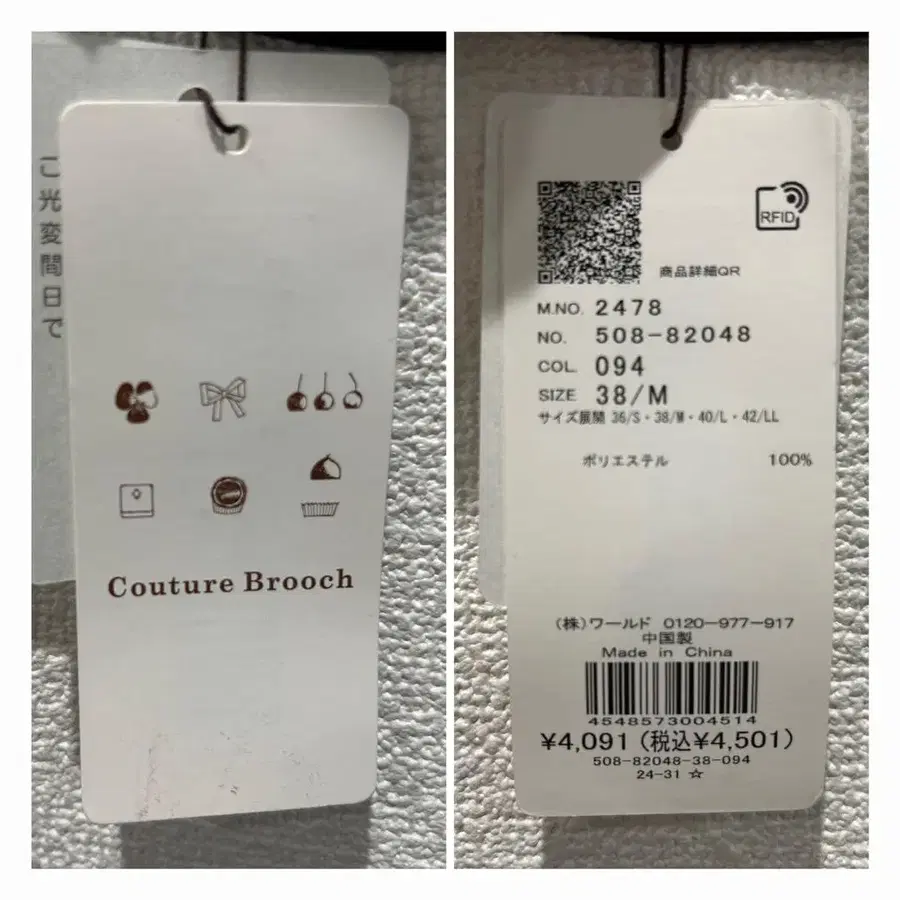 こ
光
変
間
日
で
Couture Brooch
RFID
商品詳細QR
M.NO. 2478
NO. 508-82048
COL. 094
SIZE 38/M
サイズ展開 36/S・38/M・40/L・42/LL
ポリエステル 100%
(株)ワールド 0120-977-917
中国製
Made in China
4548573004514
¥4,091 (税込¥4,501)
508-82048-38-094
24-31 ☆